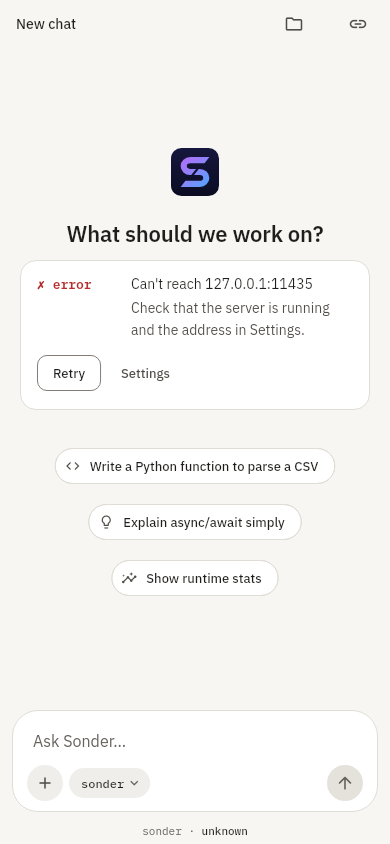 New chat
What should we work on?
✗ error
Can't reach 127.0.0.1:11435
Check that the server is running
and the address in Settings.
Retry
Settings
Write a Python function to parse a CSV
Explain async/await simply
Show runtime stats
Ask Sonder...
sonder
sonder · unknown